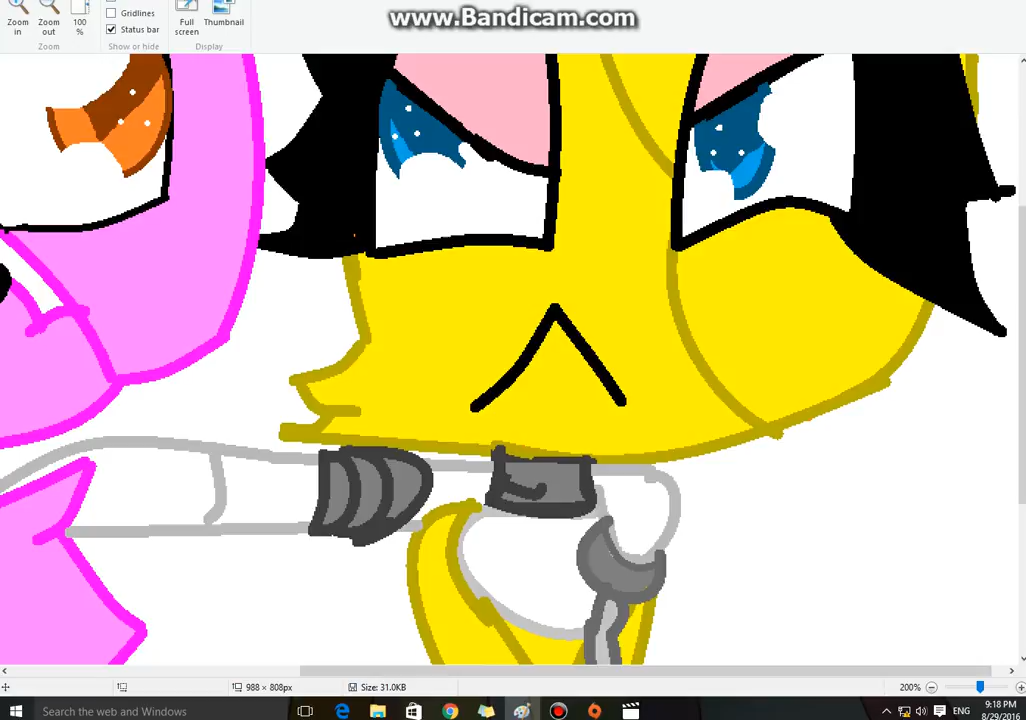 www.Bandicam.com
Zoom in
Zoom out
100 %
Gridlines
Status bar
Full screen
Thumbnail
Zoom
Show or hide
Display
988 × 808px
Size: 31.0KB
200%
Search the web and Windows
ENG
9:18 PM
8/29/2016